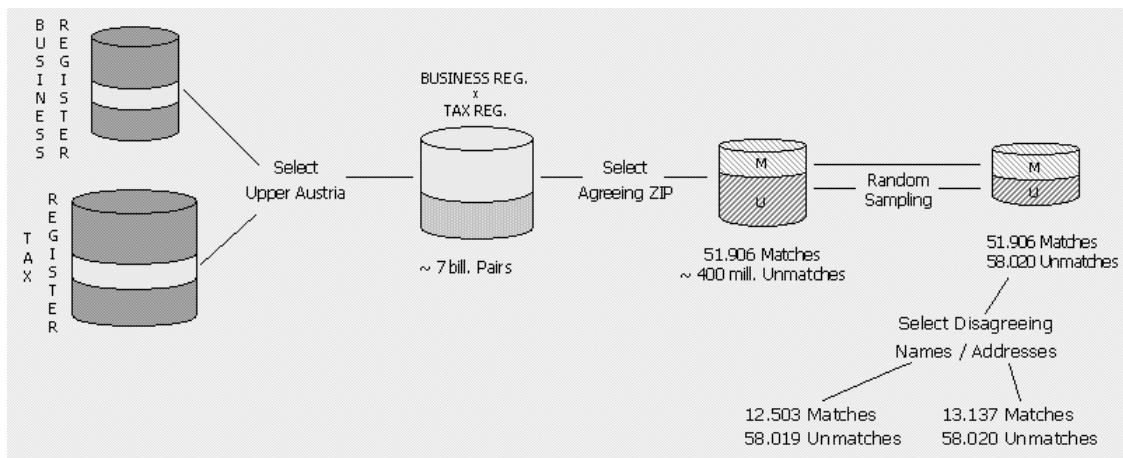 BUSINESS
REGISTER
BUSINESS REG.
x
TAX REG.
Select
Upper Austria
Select
Agreeing ZIP
M
U
Random
Sampling
M
U
TAX
REGISTER
~ 7 bill. Pairs
51.906 Matches
~ 400 mill. Unmatches
51.906 Matches
58.020 Unmatches
Select Disagreeing
Names / Addresses
12.503 Matches
58.019 Unmatches
13.137 Matches
58.020 Unmatches